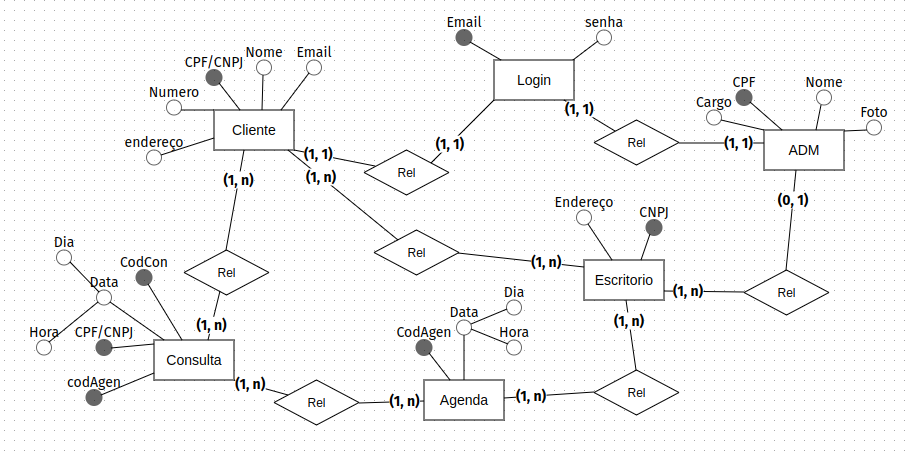 Email
senha
Login
CPF/CNPJ
Nome
Email
Numero
endereço
Cliente
(1, 1)
Rel
CPF
Nome
Cargo
Foto
ADM
(1, 1)
(1, 1)
(1, 1)
Rel
(1, n)
(1, n)
(0, 1)
Rel
(1, n)
Endereço
CNPJ
Escritorio
(1, n)
Rel
Dia
Data
CodCon
Rel
Hora
CPF/CNPJ
codAgen
(1, n)
Consulta
Dia
Data
Hora
CodAgen
(1, n)
(1, n)
Rel
(1, n)
Agenda
(1, n)
Rel